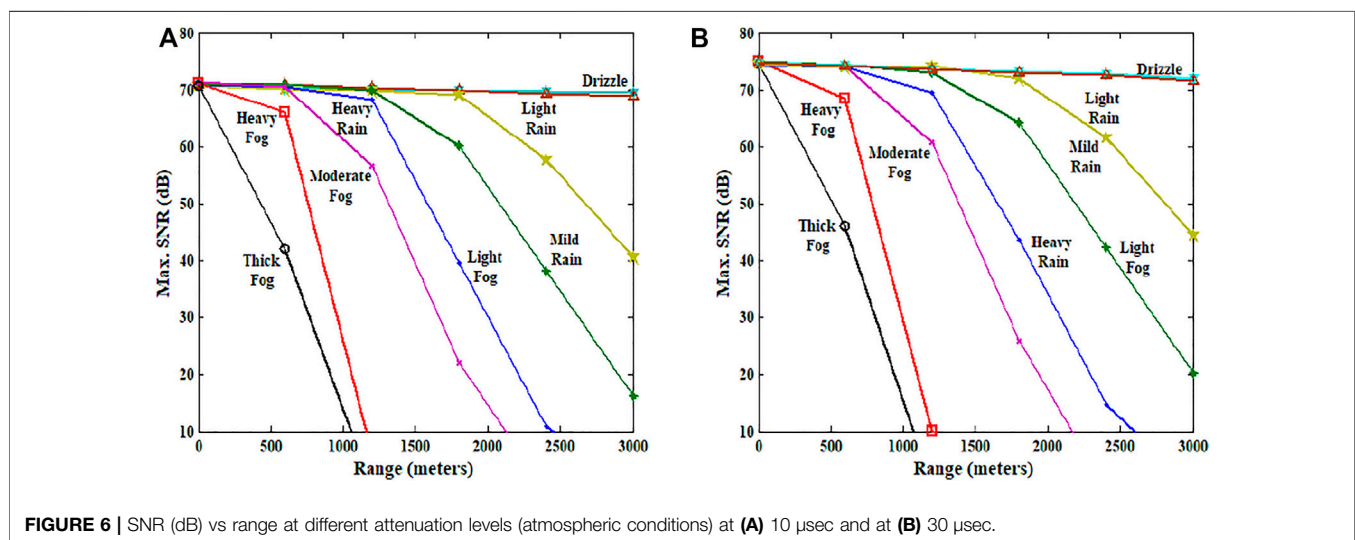 A
80
70
60
50
40
30
20
10
Max. SNR (dB)
0
500
1000
1500
2000
2500
3000
Range (meters)
Drizzle
Light
Rain
Heavy
Rain
Heavy
Fog
Moderate
Fog
Thick
Fog
Light
Fog
Mild
Rain
B
80
70
60
50
40
30
20
10
Max. SNR (dB)
0
500
1000
1500
2000
2500
3000
Range (meters)
Drizzle
Light
Rain
Mild
Rain
Heavy
Fog
Moderate
Fog
Thick
Fog
Heavy
Rain
Light
Fog
FIGURE 6 | SNR (dB) vs range at different attenuation levels (atmospheric conditions) at (A) 10 μsec and at (B) 30 μsec.